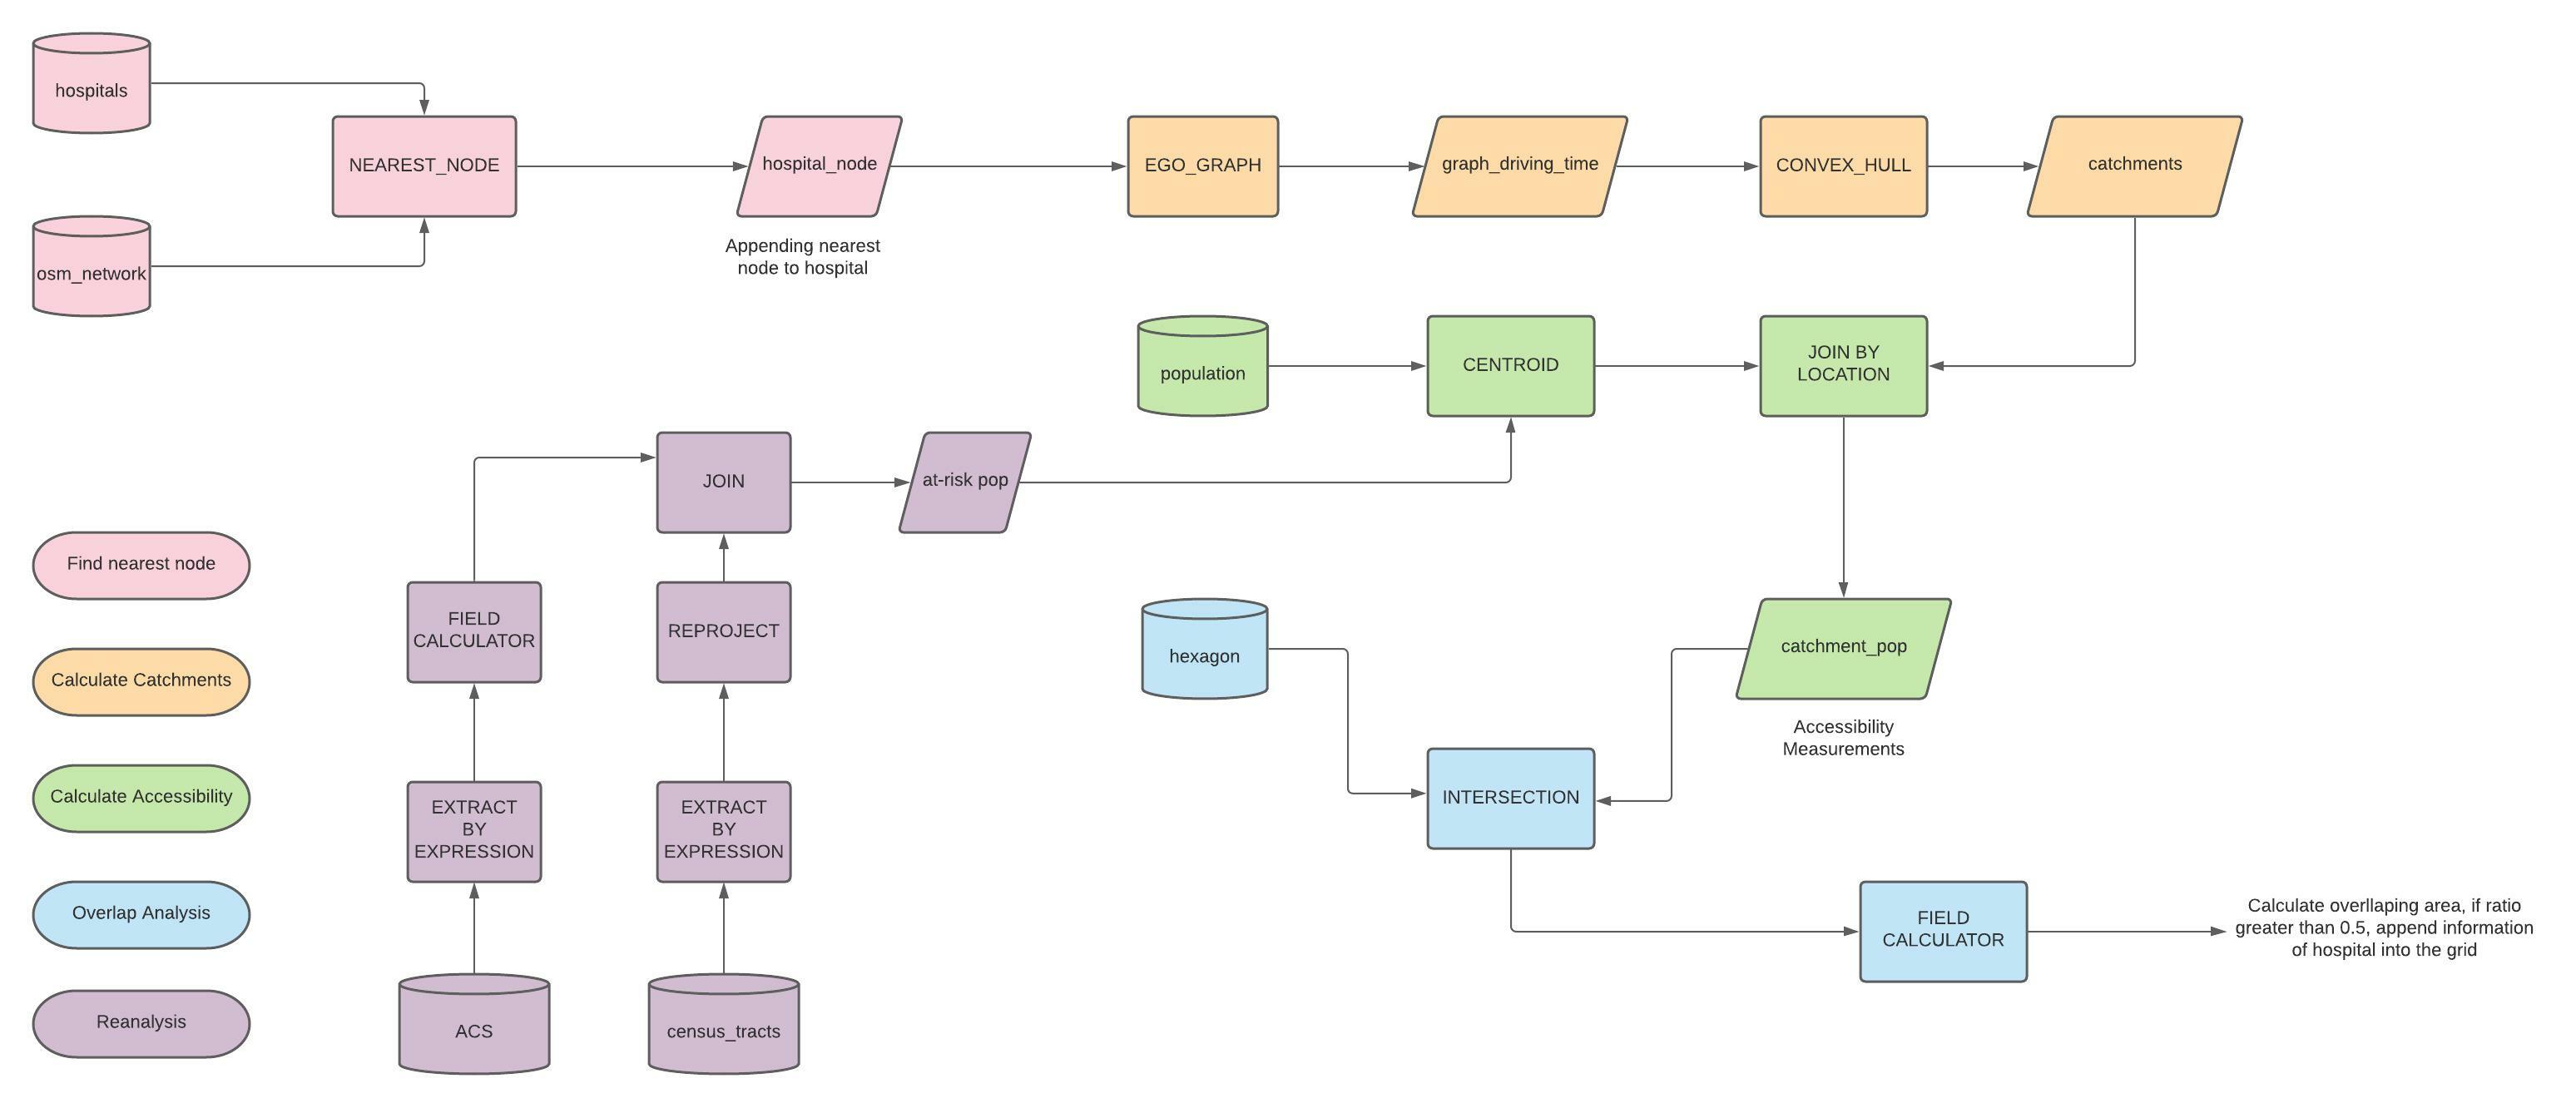 hospitals
osm_network
NEAREST_NODE
hospital_node
Appending nearest
node to hospital
EGO_GRAPH
graph_driving_time
CONVEX_HULL
catchments
population
CENTROID
JOIN BY
LOCATION
JOIN
at-risk pop
Find nearest node
Calculate Catchments
Calculate Accessibility
Overlap Analysis
Reanalysis
FIELD
CALCULATOR
REPROJECT
EXTRACT
BY
EXPRESSION
EXTRACT
BY
EXPRESSION
ACS
census_tracts
hexagon
catchment_pop
Accessibility
Measurements
INTERSECTION
FIELD
CALCULATOR
Calculate overllaping area, if ratio
greater than 0.5, append information
of hospital into the grid